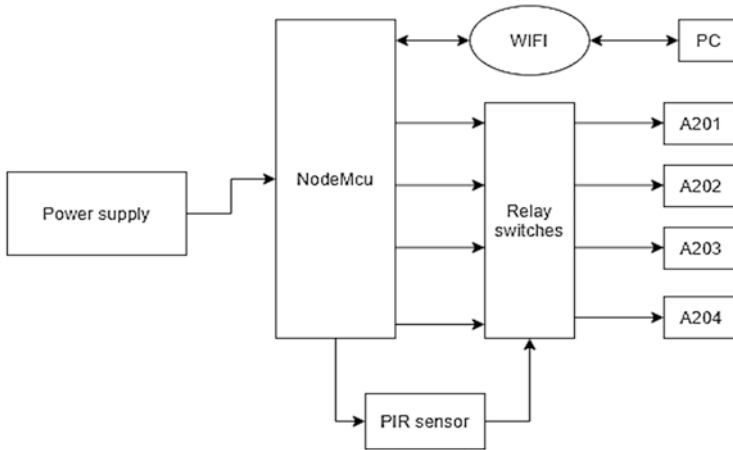 WIFI
PC
A201
NodeMcu
A202
Power supply
Relay
switches
A203
A204
PIR sensor